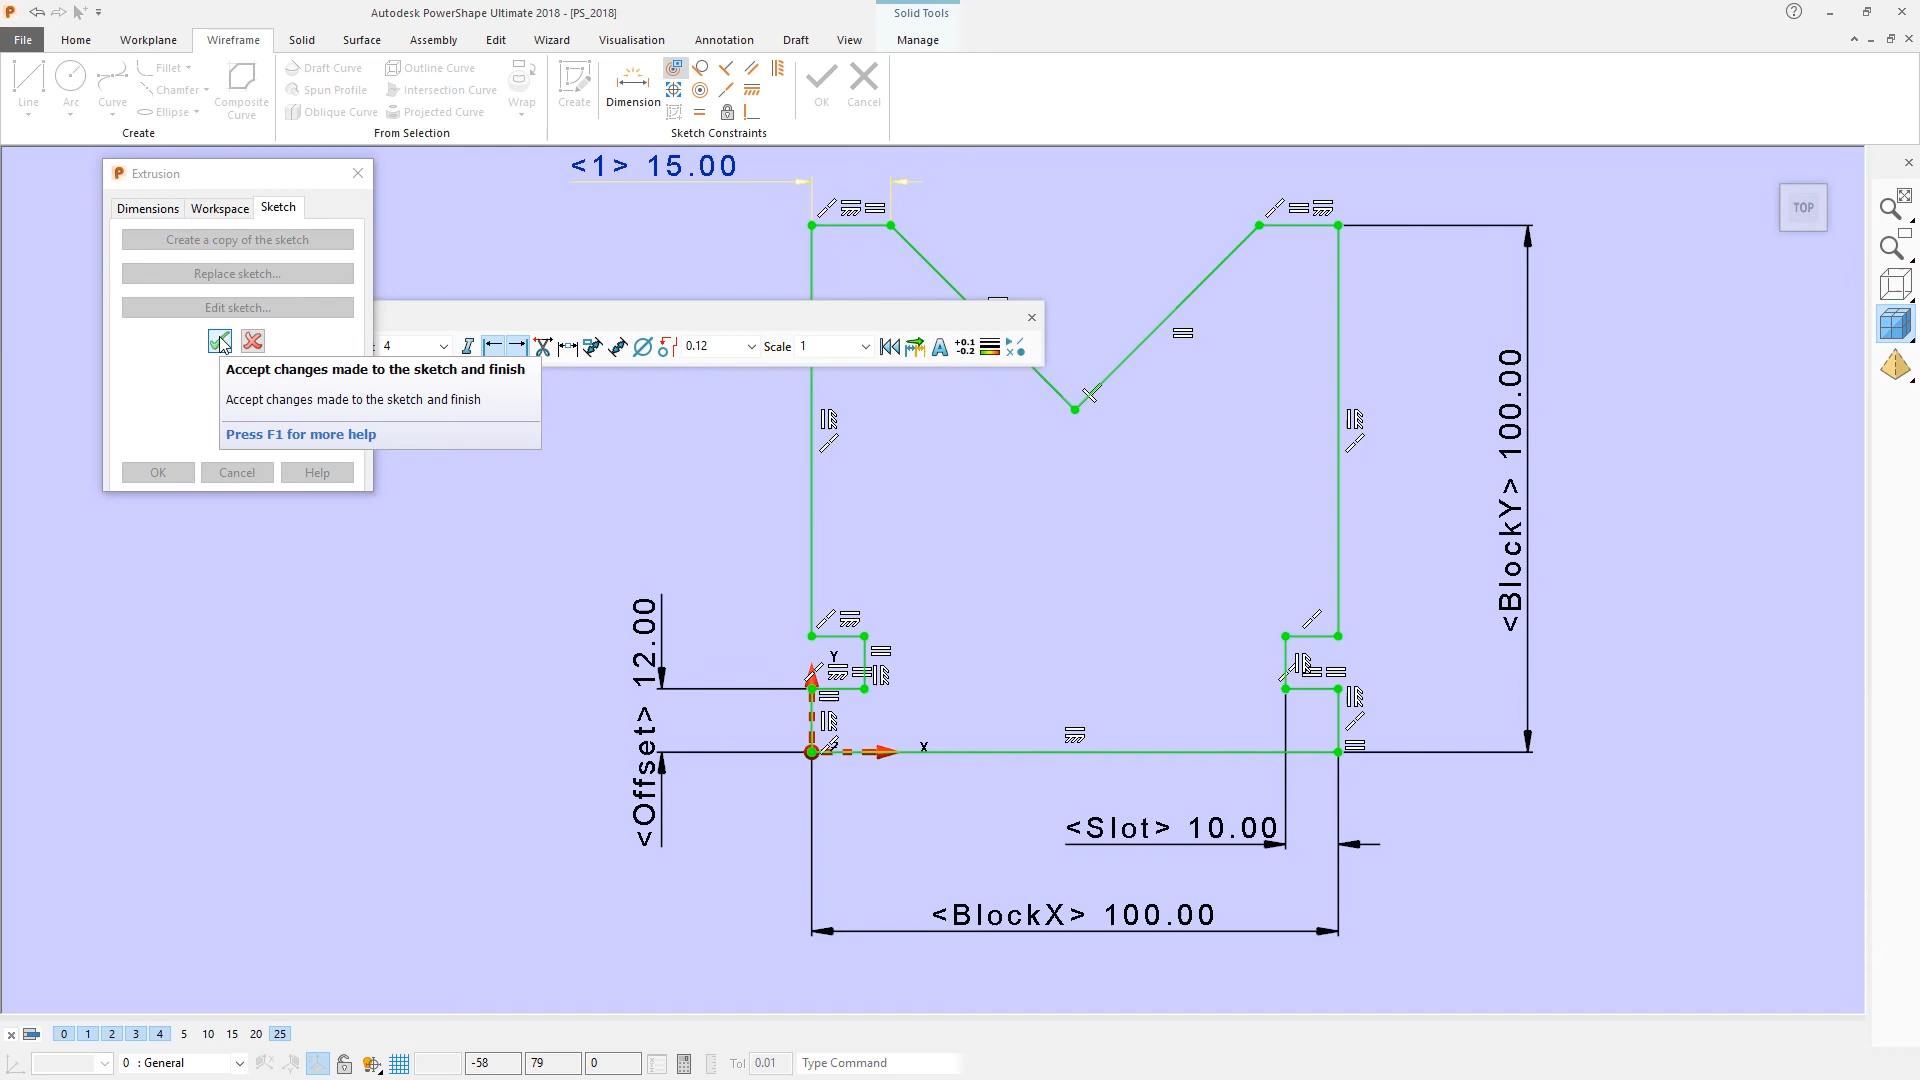 Autodesk PowerShape Ultimate 2018 - [PS_2018]
Solid Tools
File
Home
Workplane
Wireframe
Solid
Surface
Assembly
Edit
Wizard
Visualisation
Annotation
Draft
View
Manage
Line
Arc
Curve
Fillet
Chamfer
Ellipse
Composite Curve
Draft Curve
Spun Profile
Oblique Curve
Outline Curve
Intersection Curve
Projected Curve
Wrap
Create
Dimension
OK
Cancel
Create
From Selection
Sketch Constraints
<1> 15.00
TOP
Extrusion
Dimensions
Workspace
Sketch
Create a copy of the sketch
Replace sketch...
Edit sketch...
4
0.12
Scale
1
+0.1
-0.2
Accept changes made to the sketch and finish
Accept changes made to the sketch and finish
Press F1 for more help
OK
Cancel
Help
<BlockY> 100.00
<Offset> 12.00
Y
X
<Slot> 10.00
<BlockX> 100.00
0
1
2
3
4
5
10
15
20
25
0 : General
-58
79
0
Tol
0.01
Type Command